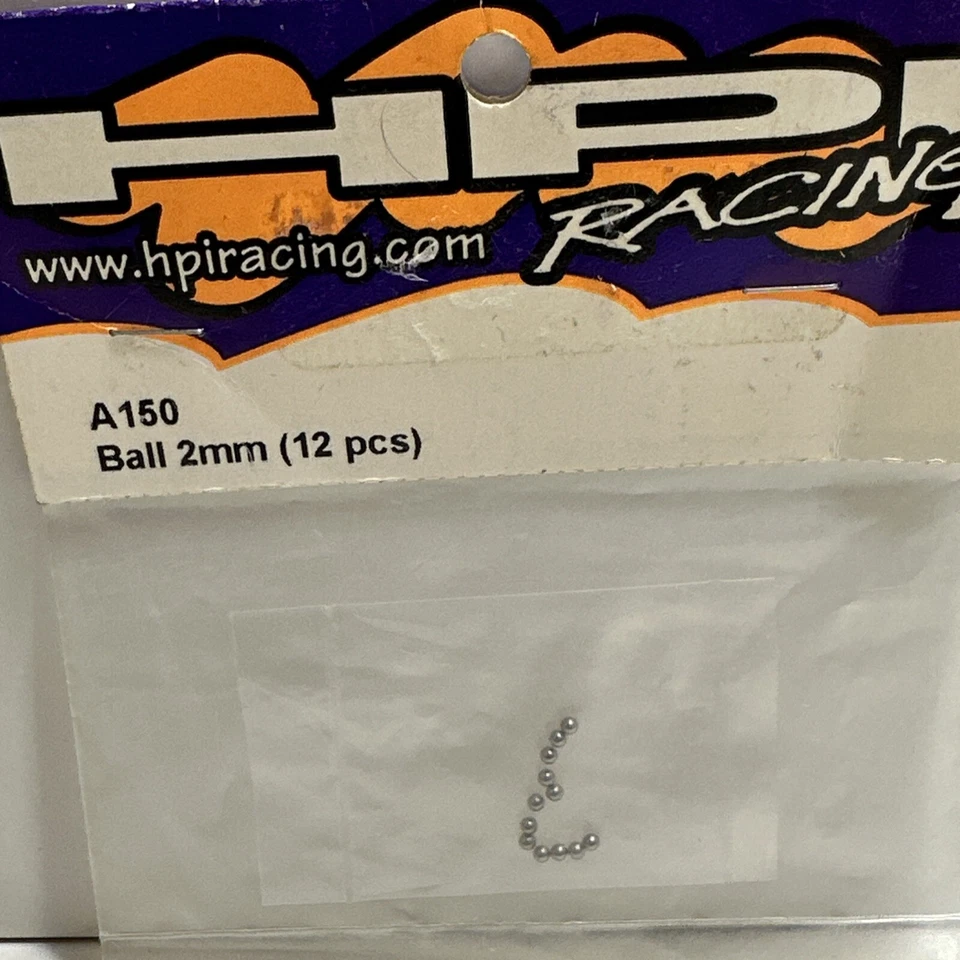 HPI
RACING
www.hpiracing.com
A150
Ball 2mm (12 pcs)